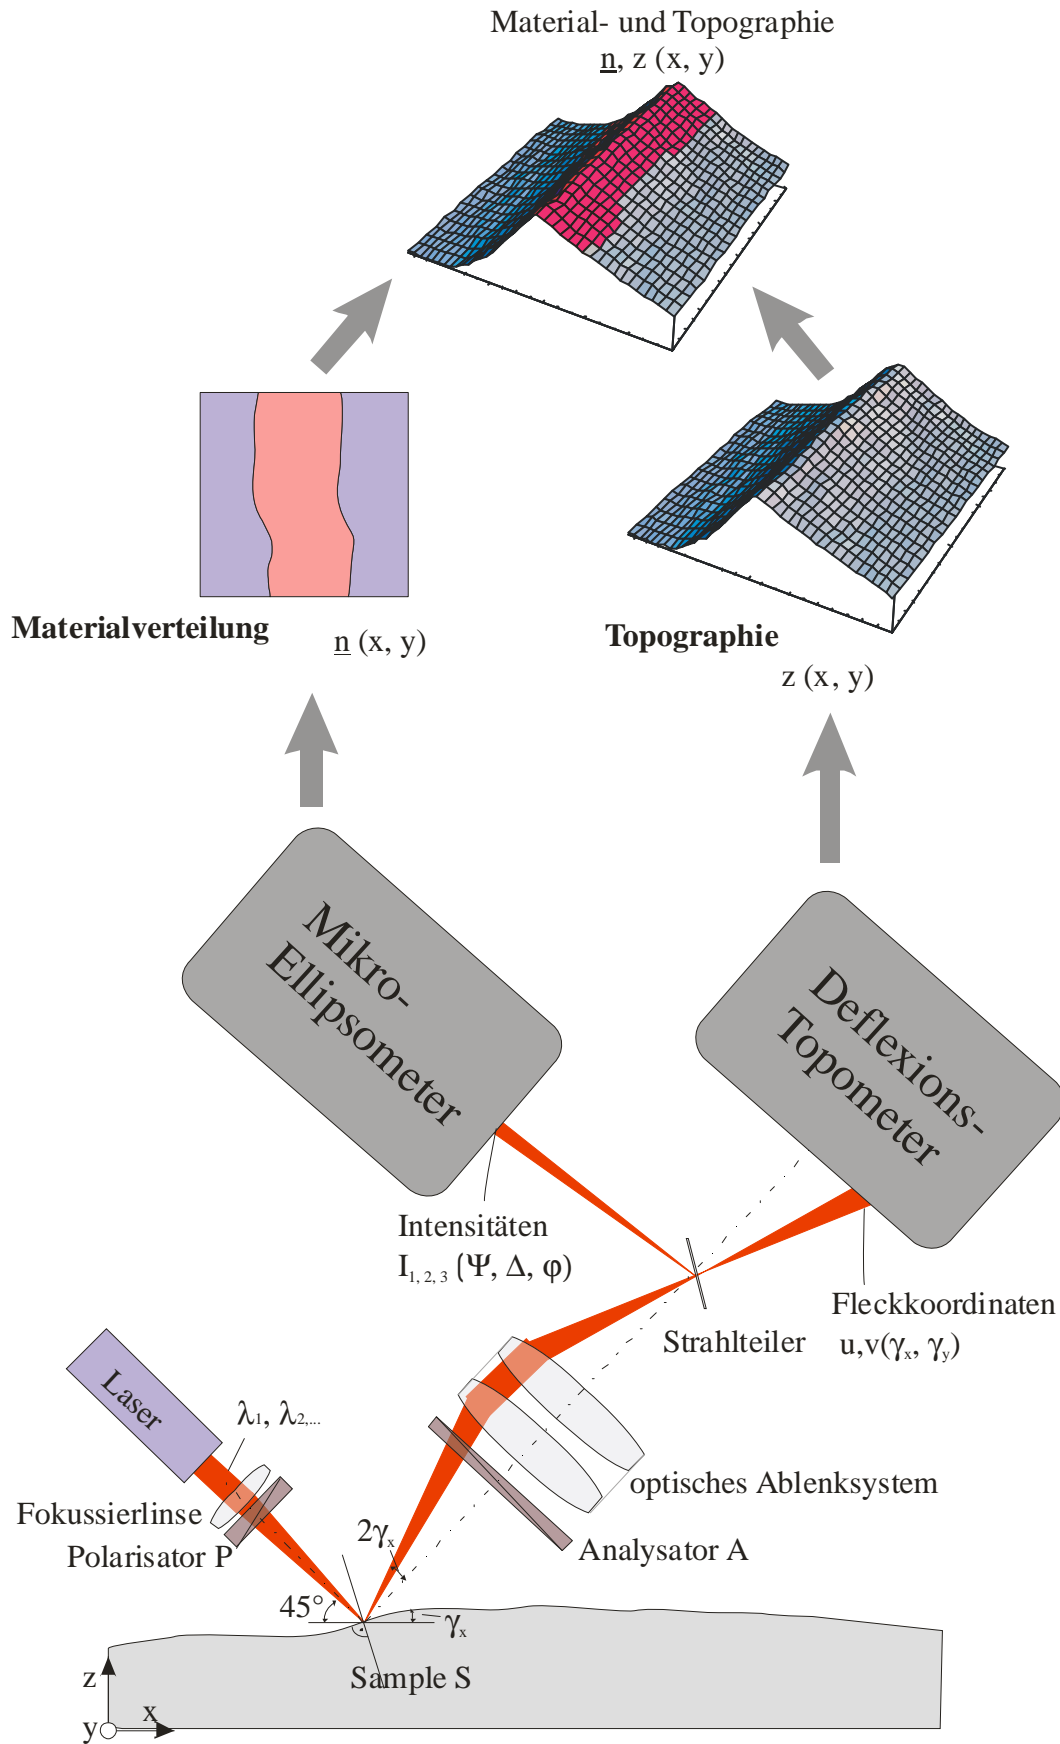 Material- und Topographie
n, z (x, y)
Materialverteilung
n (x, y)
Topographie
z (x, y)
Mikro-
Ellipsometer
Deflexions-
Topometer
Intensitäten
I1, 2, 3 (Ψ, Δ, φ)
Fleckkoordinaten
u,v(γx, γy)
Strahlteiler
Laser
λ1, λ2,...
optisches Ablenksystem
Fokussierlinse
Polarisator P
2γx
Analysator A
45°
γx
Sample S
z
x
y